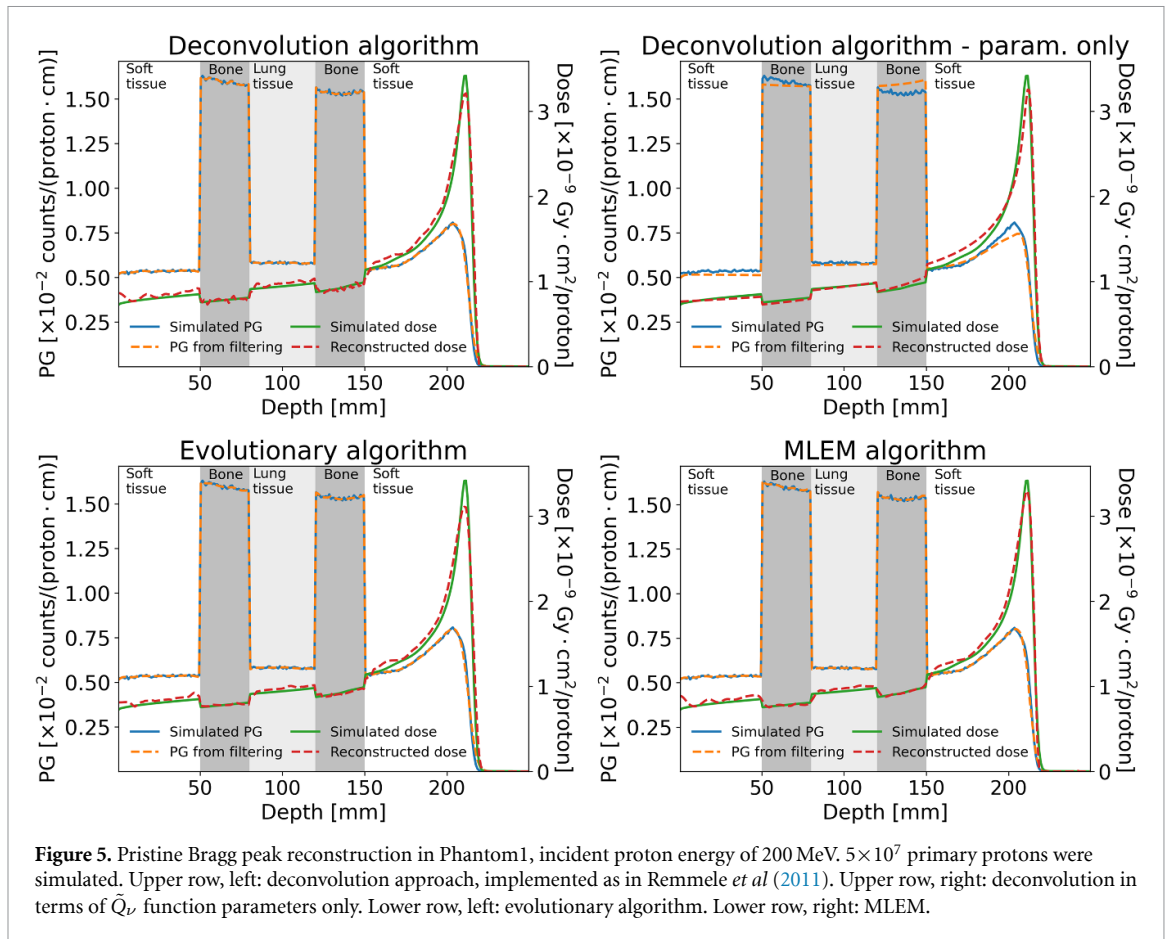 Deconvolution algorithm
Soft
tissue
Bone
Lung
tissue
Bone
Soft
tissue
PG [×10⁻² counts/(proton · cm)]
1.50
1.25
1.00
0.75
0.50
0.25
Dose [×10⁻⁹ Gy · cm²/proton]
3
2
1
0
Simulated PG
PG from filtering
Simulated dose
Reconstructed dose
50
100
150
200
Depth [mm]
Deconvolution algorithm - param. only
Soft
tissue
Bone
Lung
tissue
Bone
Soft
tissue
PG [×10⁻² counts/(proton · cm)]
1.50
1.25
1.00
0.75
0.50
0.25
Dose [×10⁻⁹ Gy · cm²/proton]
3
2
1
0
Simulated PG
PG from filtering
Simulated dose
Reconstructed dose
50
100
150
200
Depth [mm]
Evolutionary algorithm
Soft
tissue
Bone
Lung
tissue
Bone
Soft
tissue
PG [×10⁻² counts/(proton · cm)]
1.50
1.25
1.00
0.75
0.50
0.25
Dose [×10⁻⁹ Gy · cm²/proton]
3
2
1
0
Simulated PG
PG from filtering
Simulated dose
Reconstructed dose
50
100
150
200
Depth [mm]
MLEM algorithm
Soft
tissue
Bone
Lung
tissue
Bone
Soft
tissue
PG [×10⁻² counts/(proton · cm)]
1.50
1.25
1.00
0.75
0.50
0.25
Dose [×10⁻⁹ Gy · cm²/proton]
3
2
1
0
Simulated PG
PG from filtering
Simulated dose
Reconstructed dose
50
100
150
200
Depth [mm]
Figure 5. Pristine Bragg peak reconstruction in Phantom1, incident proton energy of 200 MeV. 5×10⁷ primary protons were
simulated. Upper row, left: deconvolution approach, implemented as in Remmele et al (2011). Upper row, right: deconvolution in
terms of Q̃ᵥ function parameters only. Lower row, left: evolutionary algorithm. Lower row, right: MLEM.